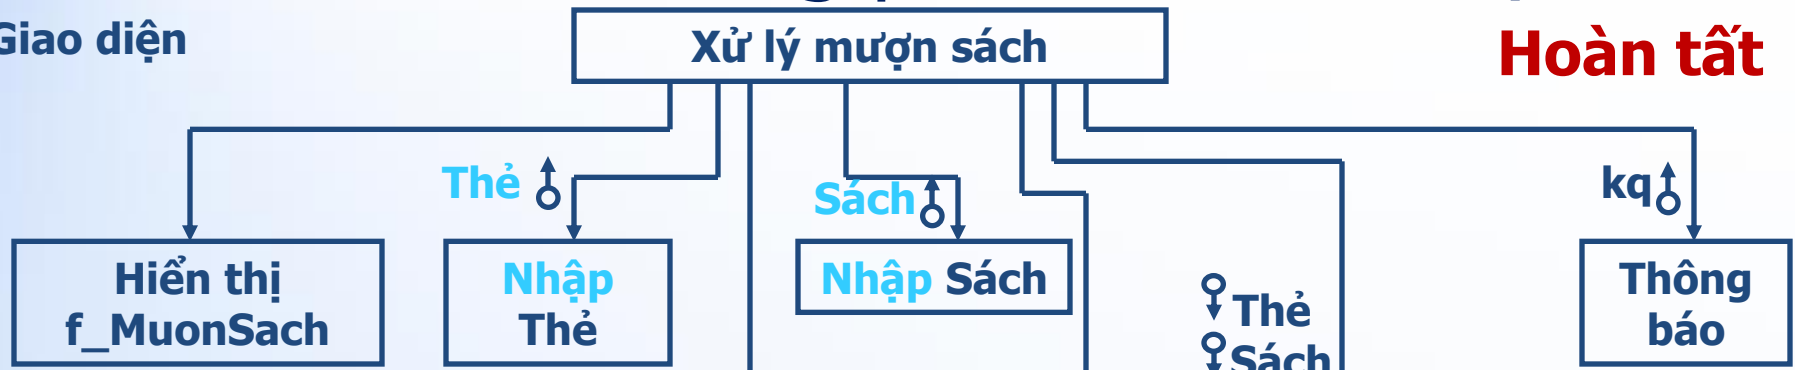 Giao diện
Xử lý mượn sách
Hoàn tất
Thẻ
Sách
kq
Hiển thị
f_MuonSach
Nhập
Thẻ
Nhập Sách
Thẻ
Sách
Thông
báo